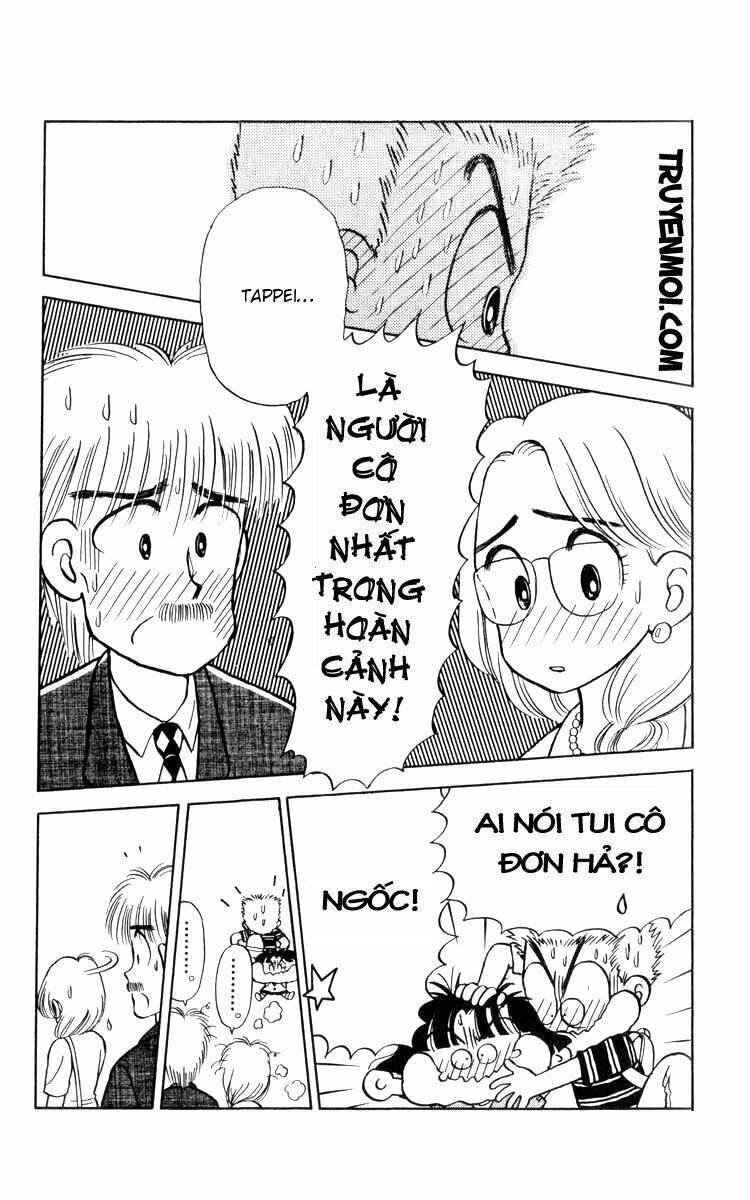 TRUYENMOI.COM
TAPPEI...
LÀ
NGƯỜI
CÔ
ĐƠN
NHẤT
TRONG
HOÀN
CẢNH
NÀY!
AI NÓI TUI CÔ
ĐƠN HẢ?!
NGỐC!
........
........